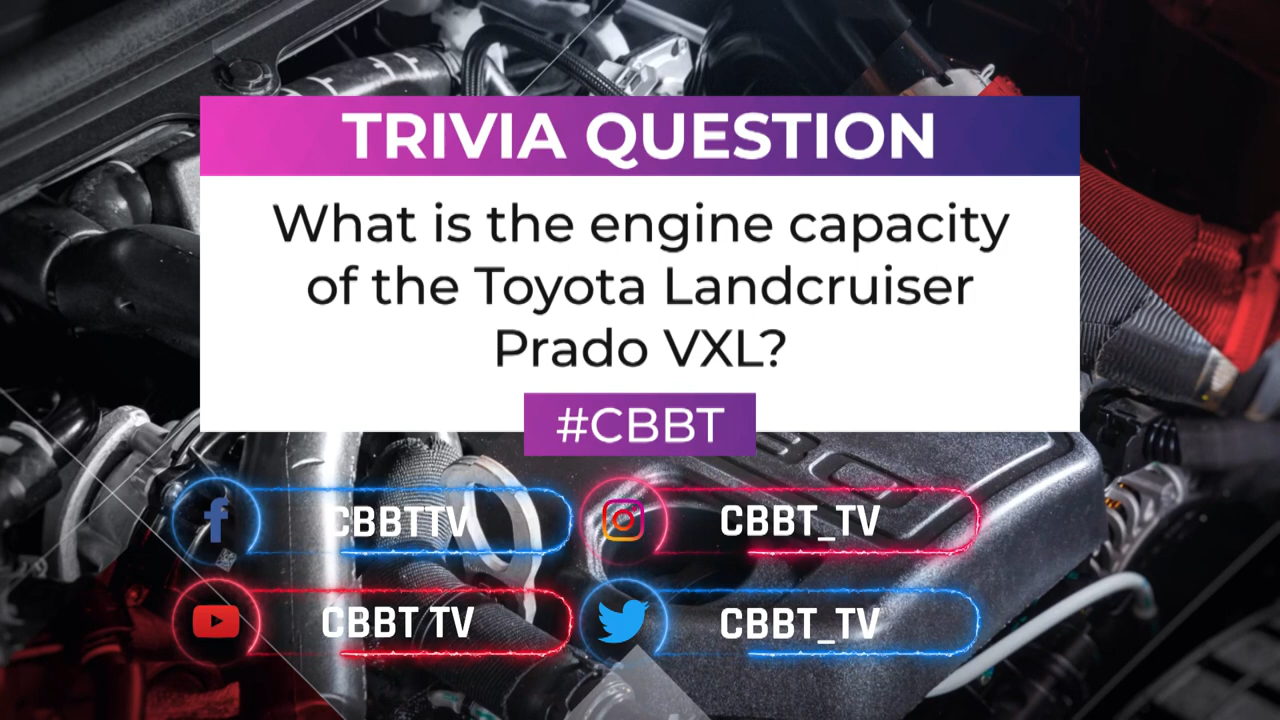 TRIVIA QUESTION
What is the engine capacity
of the Toyota Landcruiser
Prado VXL?
#CBBT
CBBTTV
CBBT_TV
CBBT TV
CBBT_TV